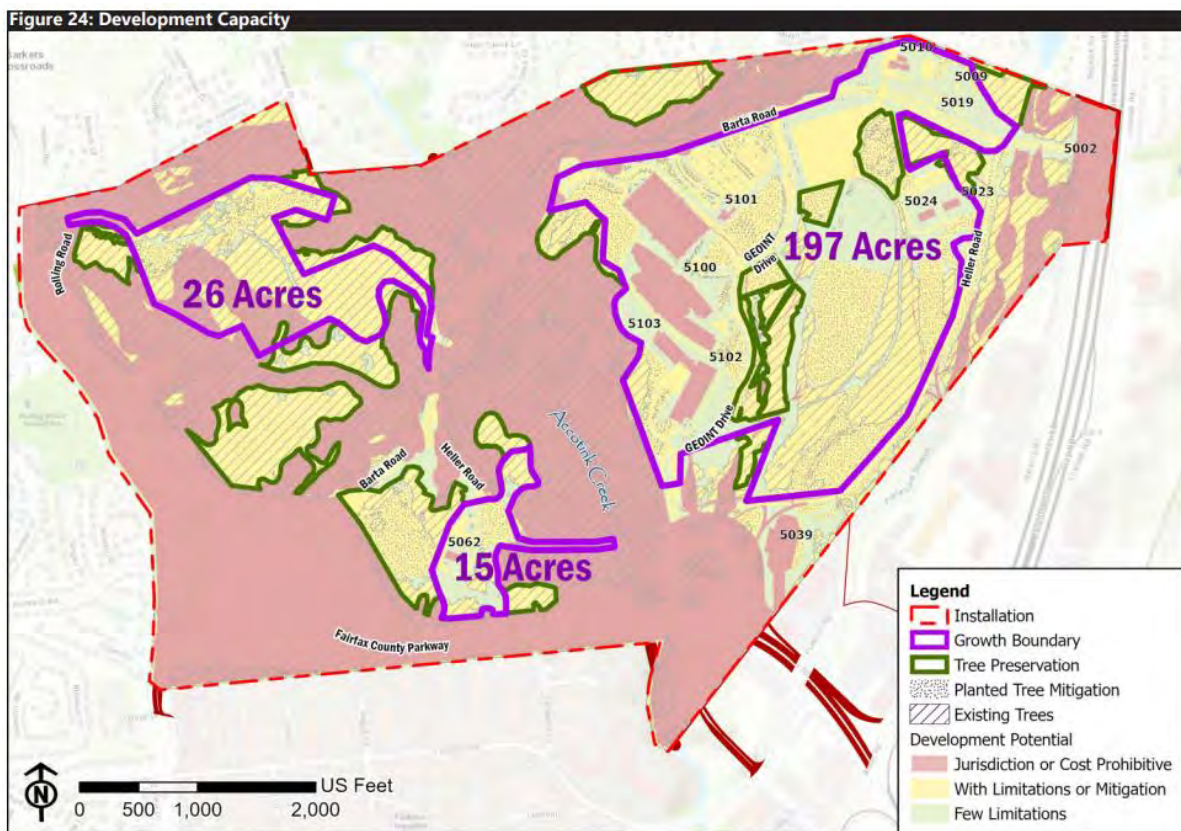 Figure 24: Development Capacity
5010
5009
5019
Barta Road
5002
5101
5024
5023
Rolling Road
GEOINT
Drive
197 Acres
Heller Road
5100
26 Acres
5103
5102
Accotink Creek
GEOINT Drive
Barta Road
Heller Road
5062
15 Acres
5039
Fairfax County Parkway
Legend
Installation
Growth Boundary
Tree Preservation
Planted Tree Mitigation
Existing Trees
Development Potential
Jurisdiction or Cost Prohibitive
With Limitations or Mitigation
Few Limitations
N
US Feet
0 500 1,000 2,000